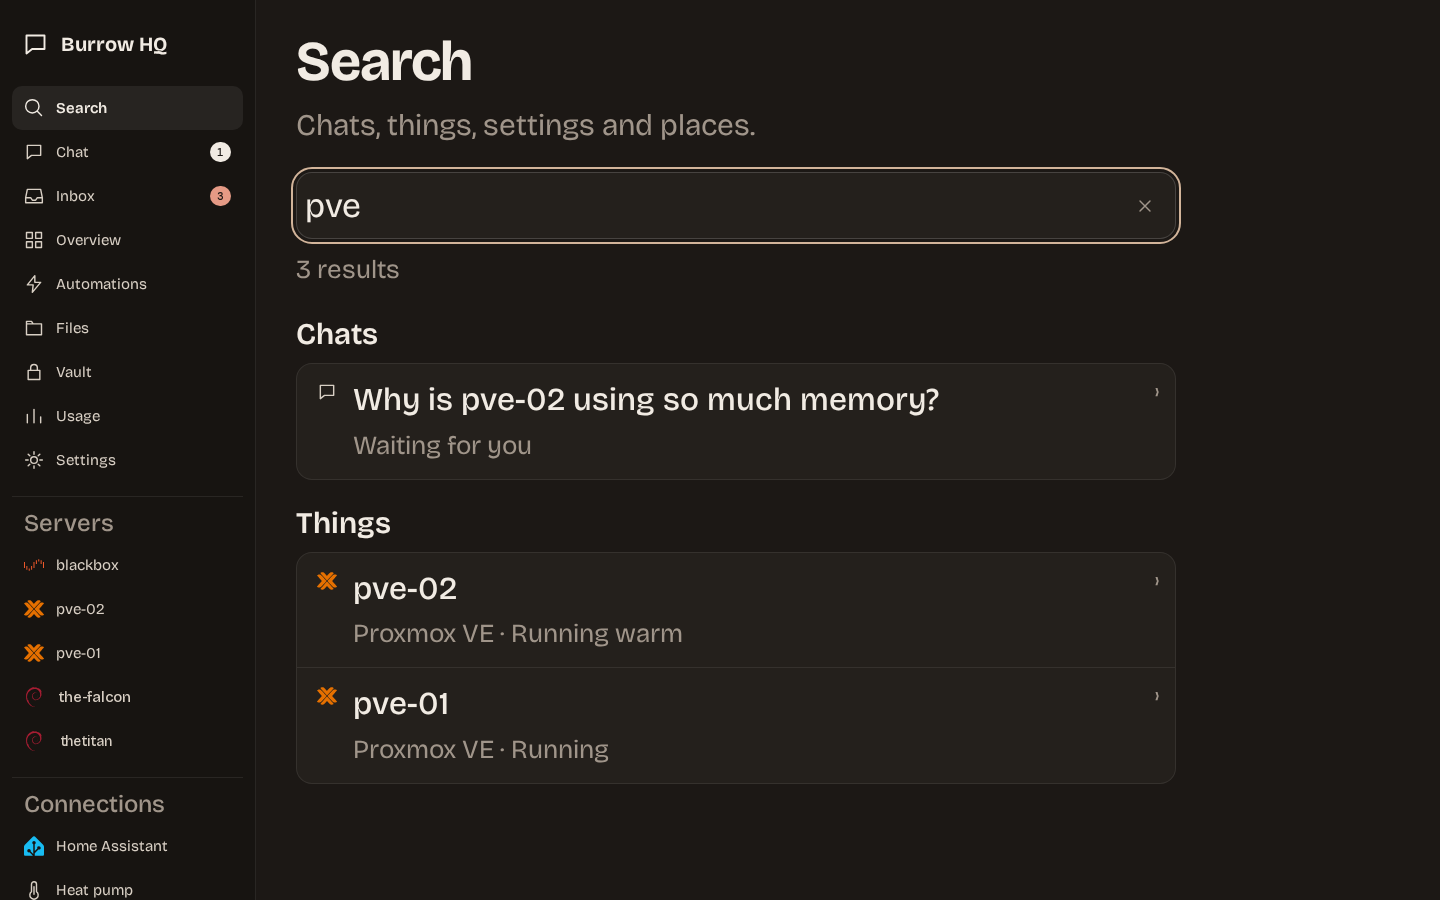 Burrow HQ
Search
Chat
1
Inbox
3
Overview
Automations
Files
Vault
Usage
Settings
Servers
blackbox
pve-02
pve-01
the-falcon
thetitan
Connections
Home Assistant
Heat pump
Search
Chats, things, settings and places.
pve
3 results
Chats
Why is pve-02 using so much memory?
Waiting for you
Things
pve-02
Proxmox VE · Running warm
pve-01
Proxmox VE · Running